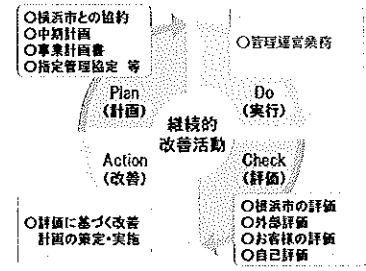 ○横浜市との協約
○中期計画
○事業計画書
○指定管理協定 等
Plan
(計画)
○管理運営業務
Do
(実行)
継続的
改善活動
Action
(改善)
Check
(評価)
○評価に基づく改善
計画の策定・実施
○横浜市の評価
○外部評価
○お客様の評価
○自己評価